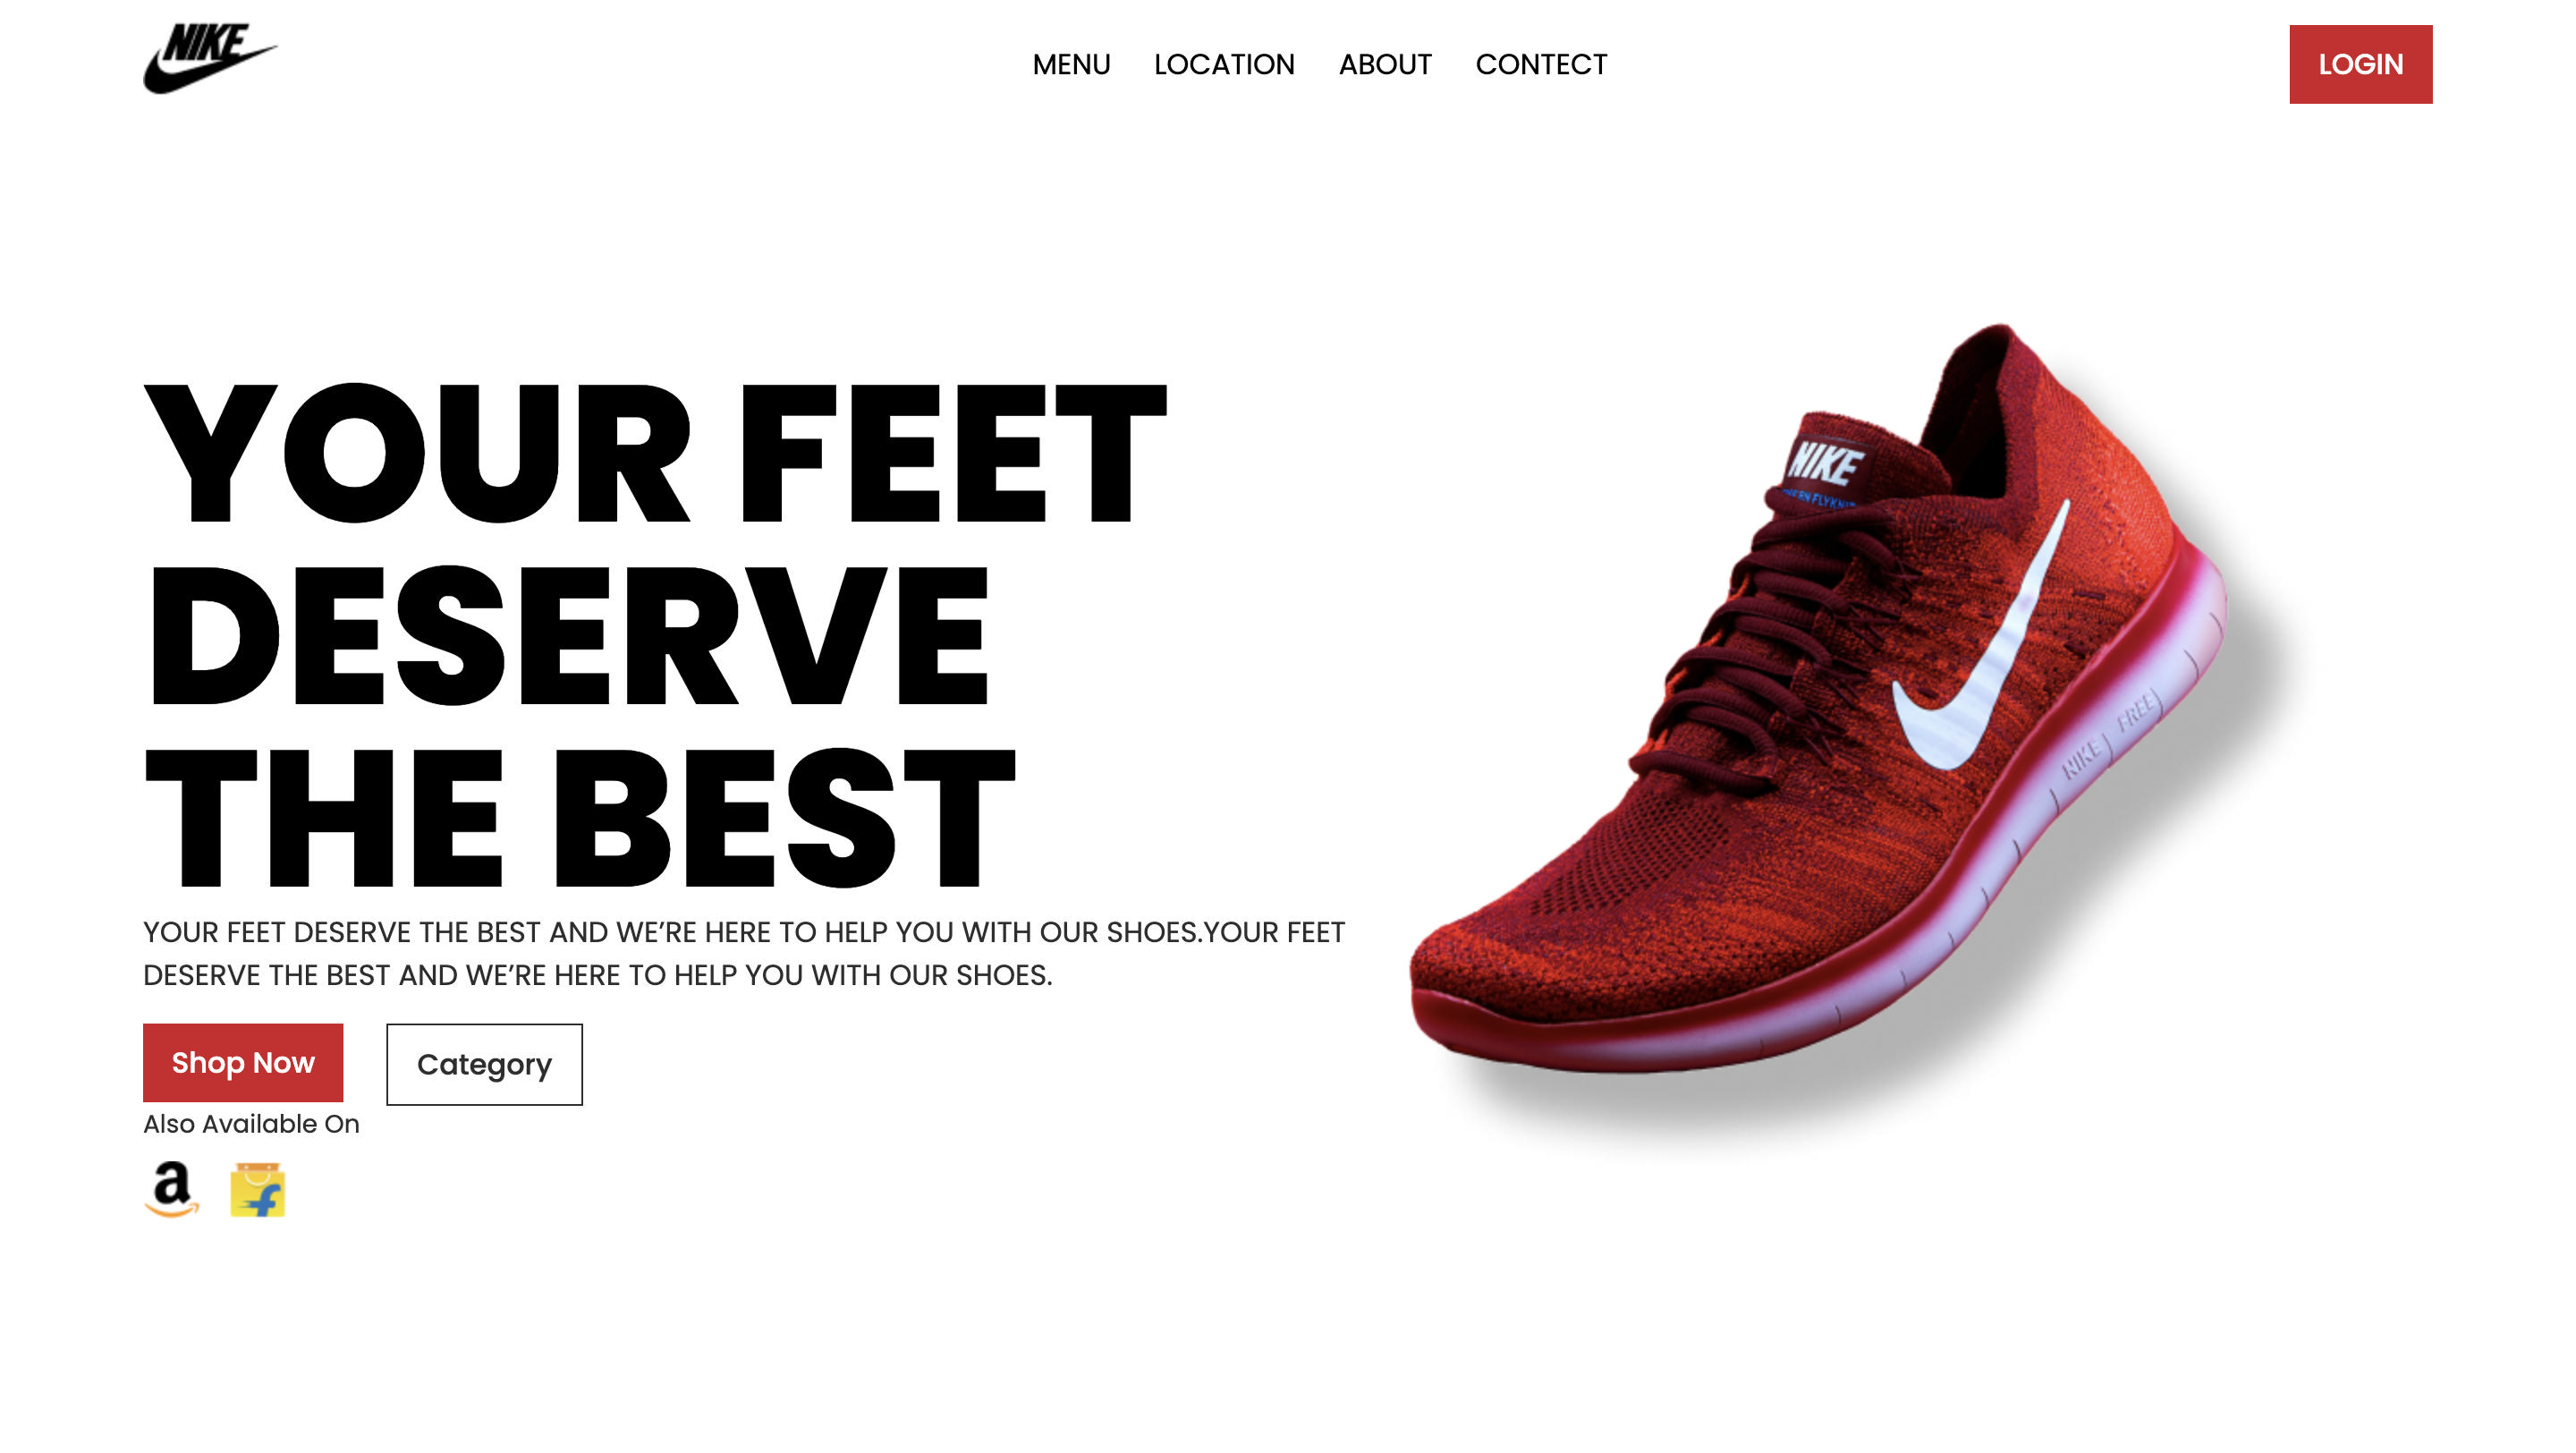 NIKE
MENU LOCATION ABOUT CONTECT
LOGIN
YOUR FEET
DESERVE
THE BEST
YOUR FEET DESERVE THE BEST AND WE’RE HERE TO HELP YOU WITH OUR SHOES.YOUR FEET
DESERVE THE BEST AND WE’RE HERE TO HELP YOU WITH OUR SHOES.
Shop Now Category
Also Available On
a f
NIKE
FLYKNIT
NIKE FREE